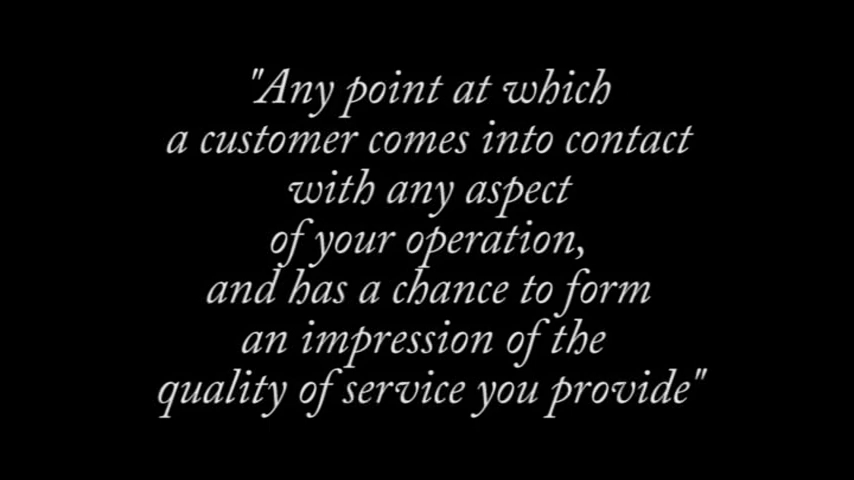 "Any point at which
a customer comes into contact
with any aspect
of your operation,
and has a chance to form
an impression of the
quality of service you provide"